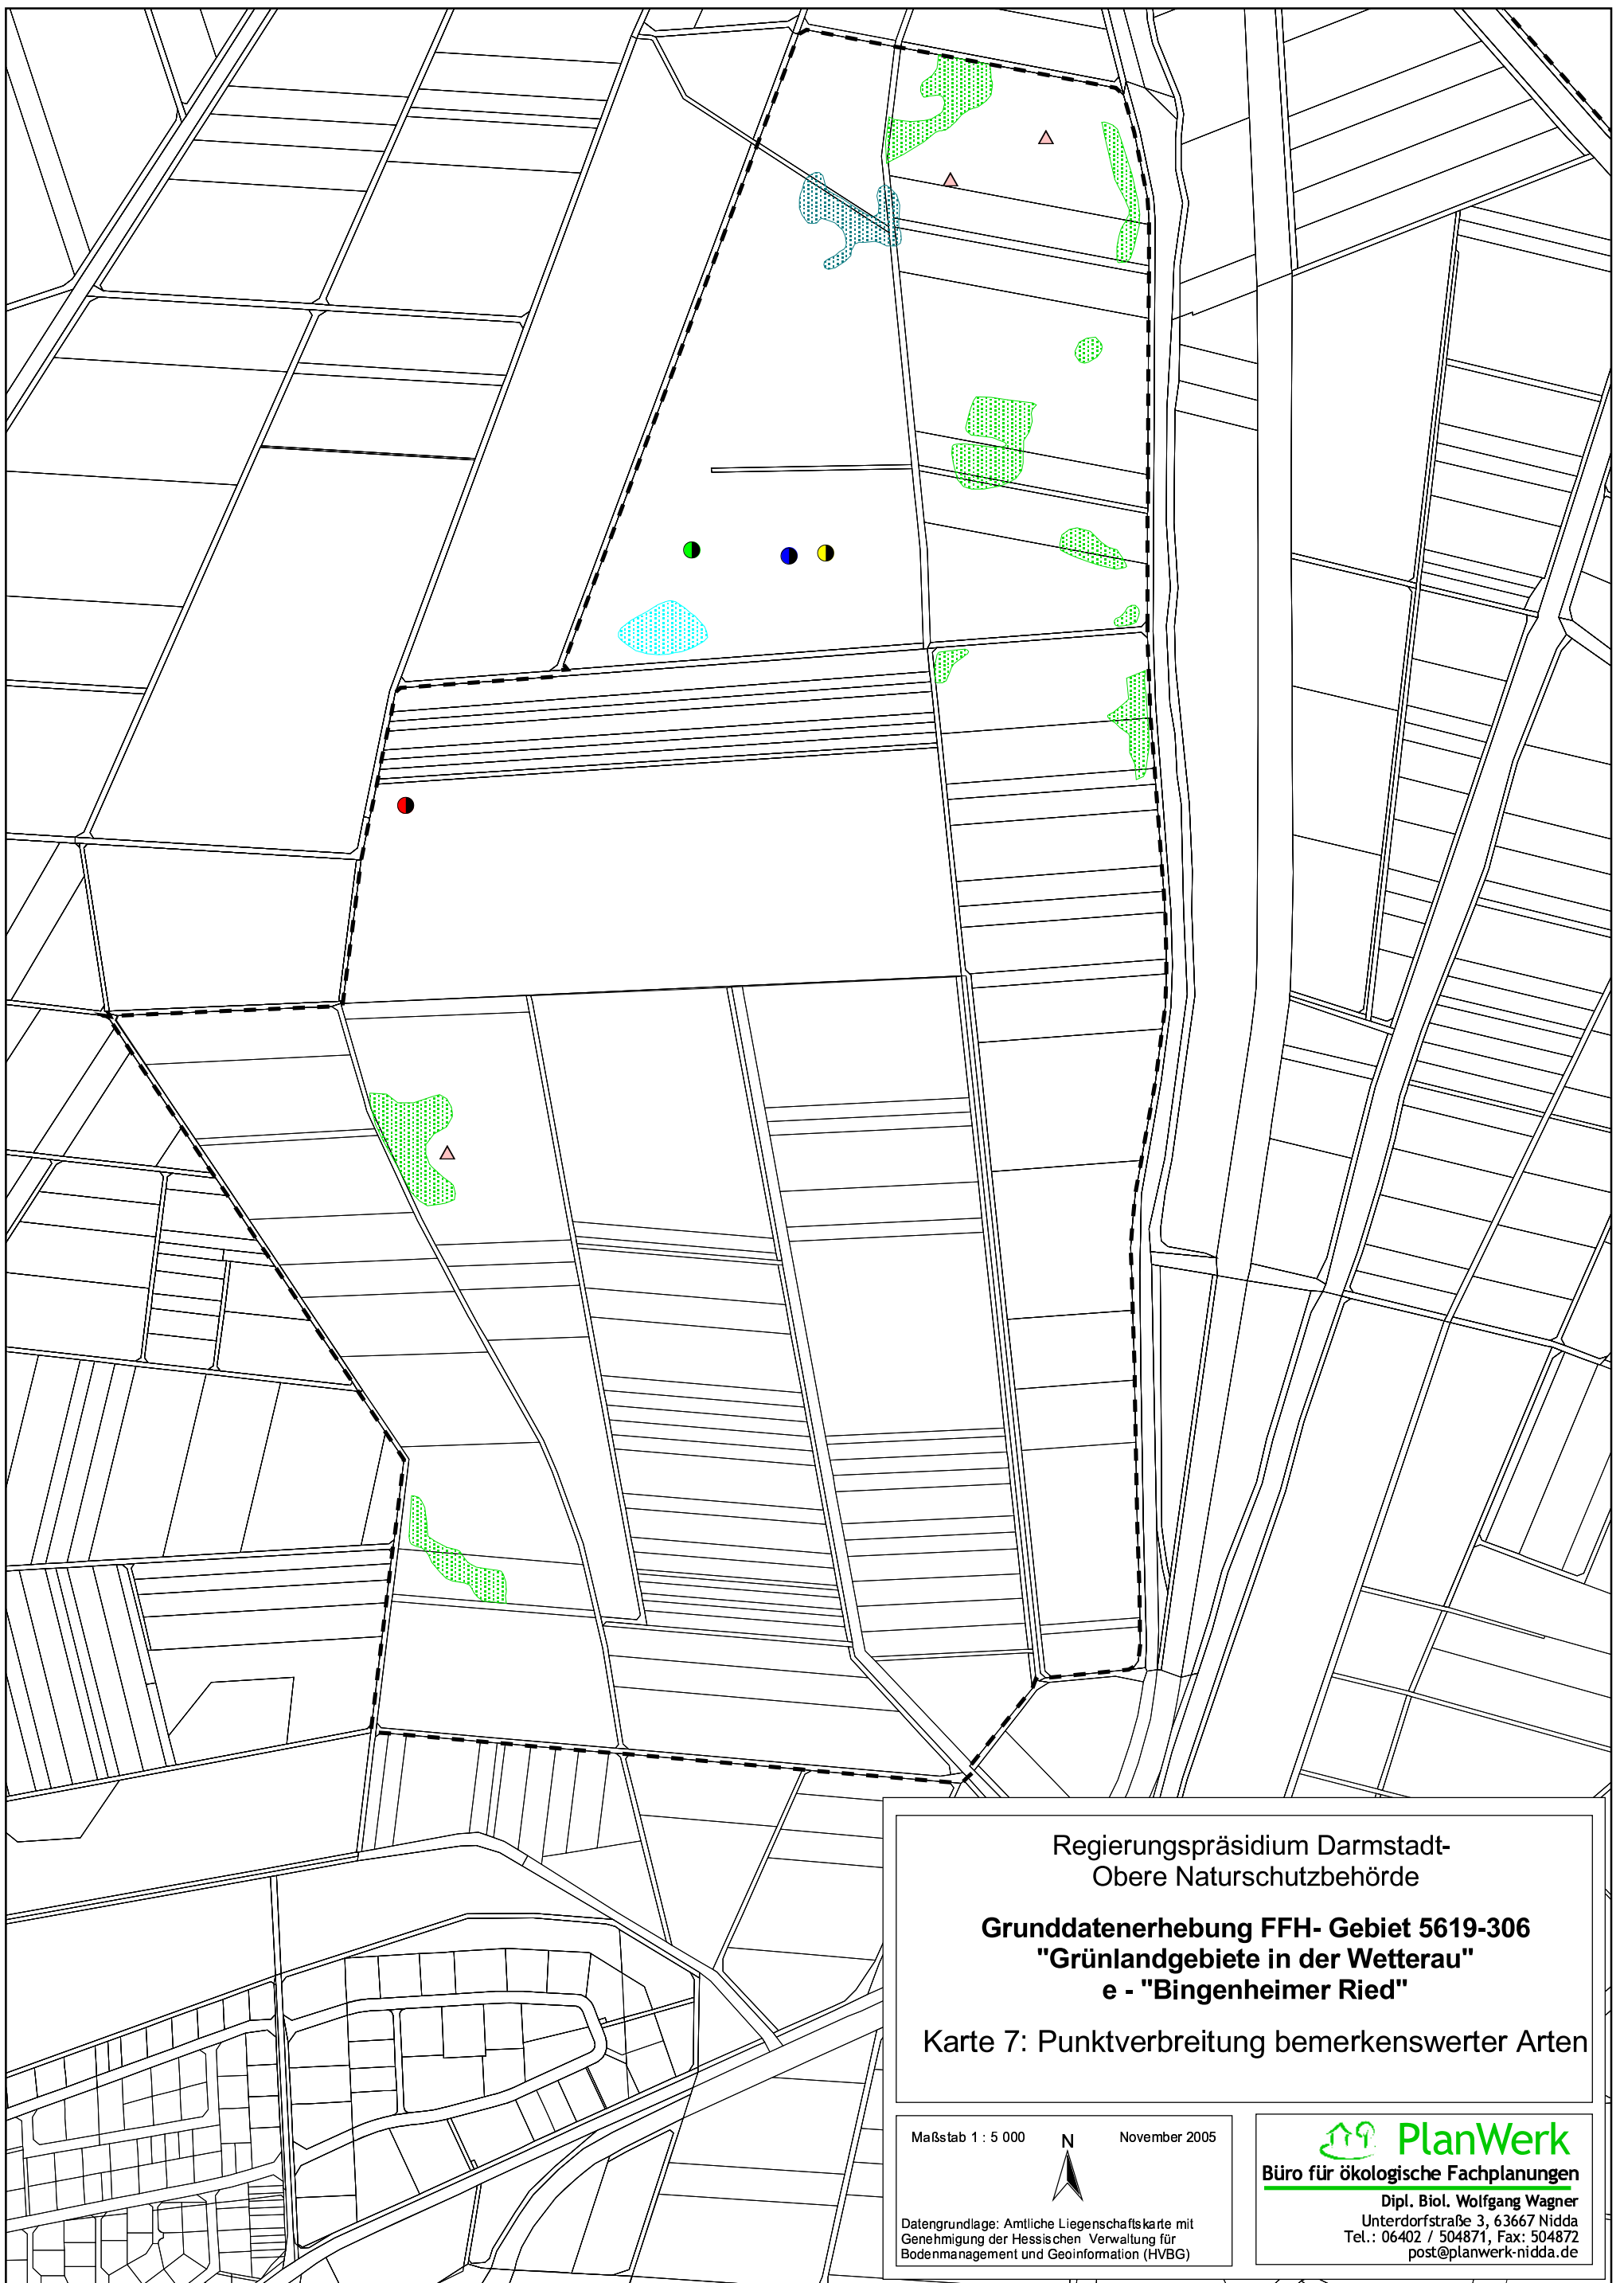 Regierungspräsidium Darmstadt-
Obere Naturschutzbehörde
Grunddatenerhebung FFH- Gebiet 5619-306
"Grünlandgebiete in der Wetterau"
e - "Bingenheimer Ried"
Karte 7: Punktverbreitung bemerkenswerter Arten
Maßstab 1 : 5 000
N
November 2005
Datengrundlage: Amtliche Liegenschaftskarte mit
Genehmigung der Hessischen Verwaltung für
Bodenmanagement und Geoinformation (HVBG)
PlanWerk
Büro für ökologische Fachplanungen
Dipl. Biol. Wolfgang Wagner
Unterdorfstraße 3, 63667 Nidda
Tel.: 06402 / 504871, Fax: 504872
post@planwerk-nidda.de